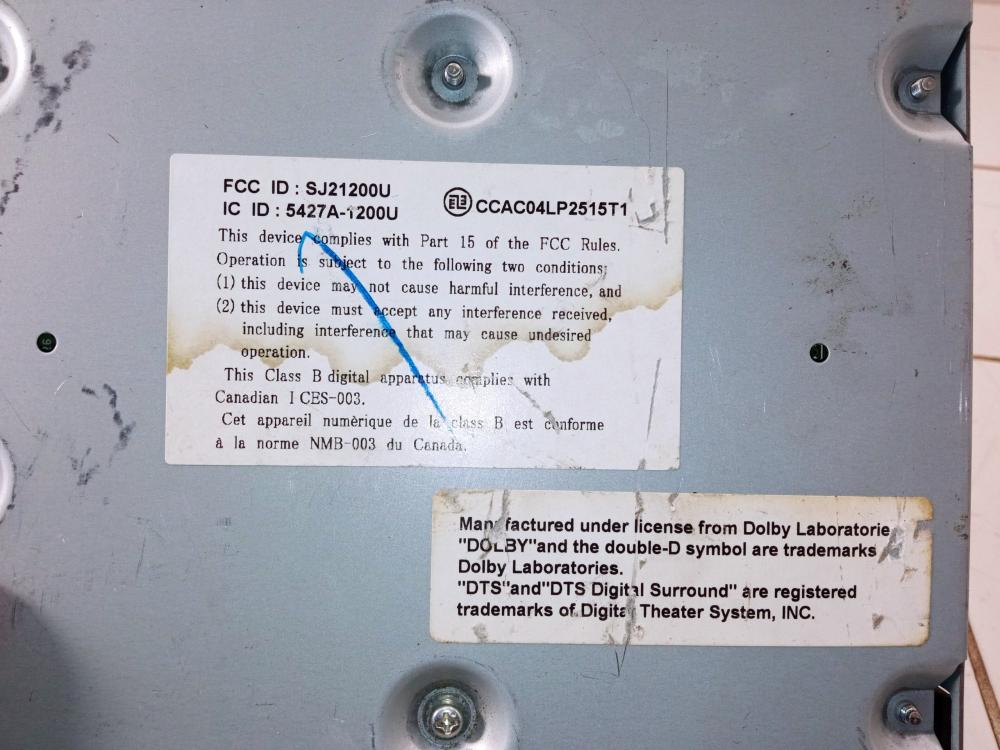 FCC ID : SJ21200U
IC ID : 5427A-1200U
CCAC04LP2515T1
This device complies with Part 15 of the FCC Rules.
Operation is subject to the following two conditions;
(1) this device may not cause harmful interference, and
(2) this device must accept any interference received,
including interference that may cause undesired
operation.
This Class B digital apparatus complies with
Canadian I CES-003.
Cet appareil numèrique de la class B est conforme
à la norme NMB-003 du Canada.
Manufactured under license from Dolby Laboratorie
"DOLBY"and the double-D symbol are trademarks
Dolby Laboratories.
"DTS"and"DTS Digital Surround" are registered
trademarks of Digital Theater System, INC.